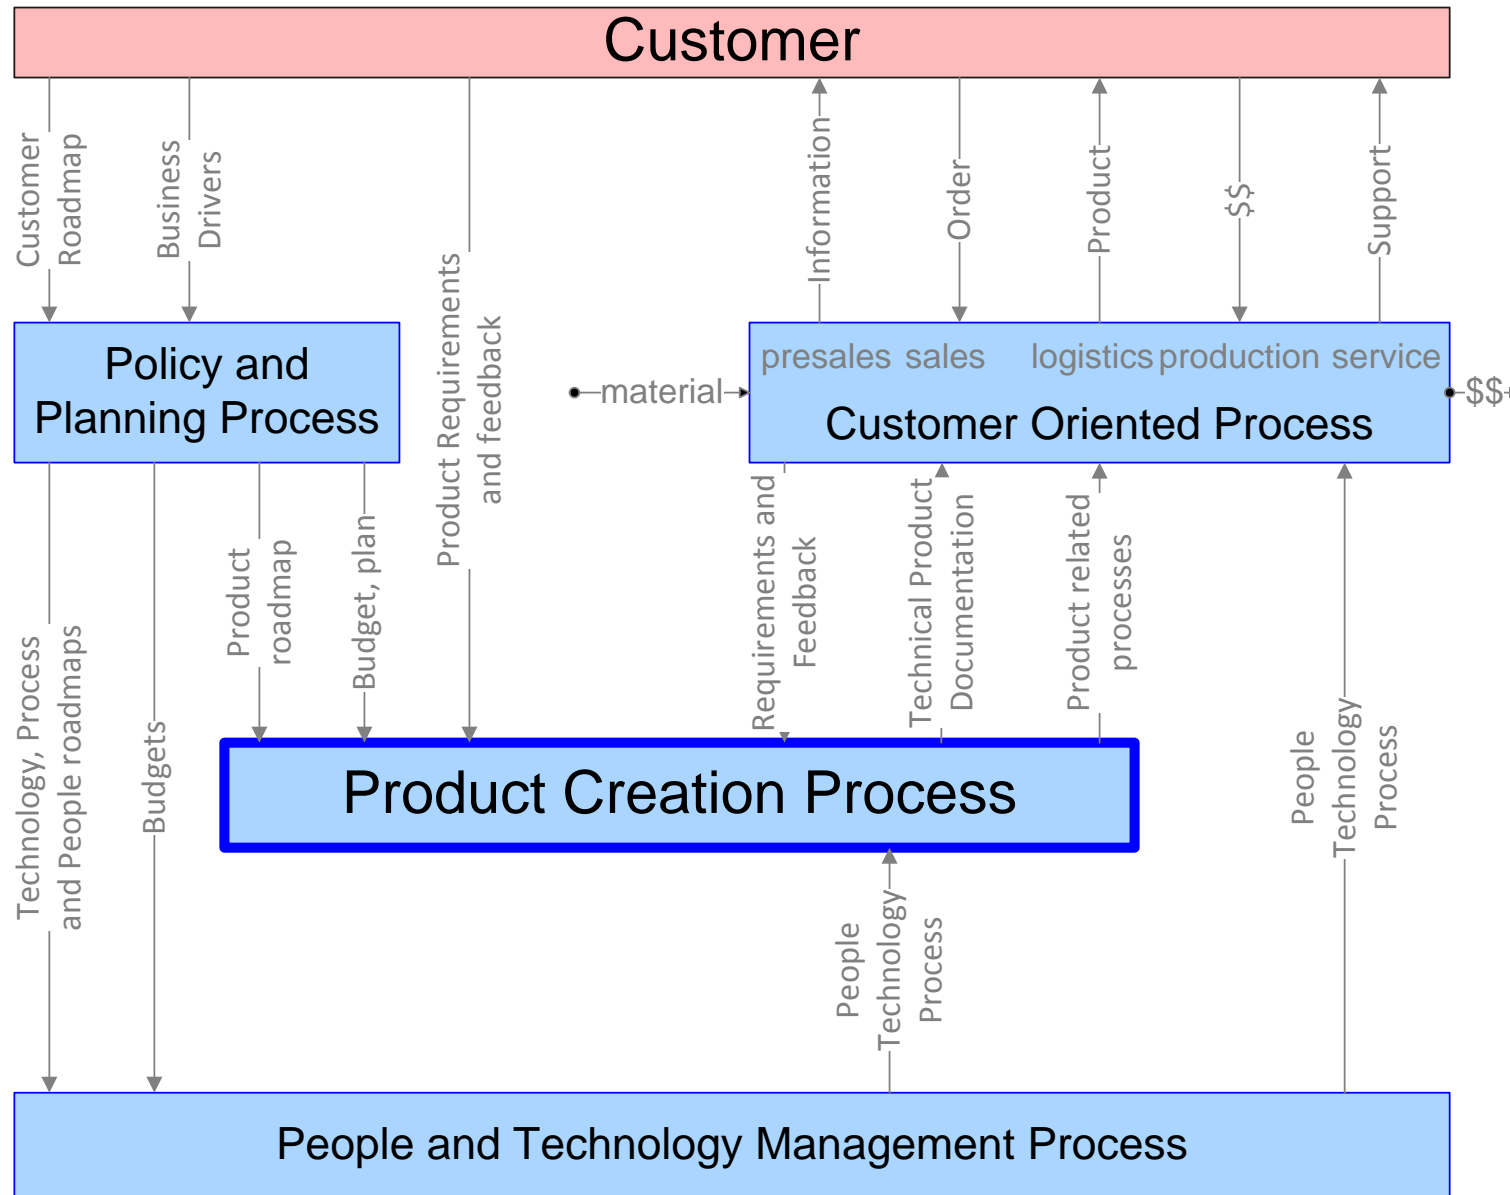 Customer
Customer
Roadmap
Business
Drivers
Product Requirements
and feedback
Information
Order
Product
$$
Support
Policy and
Planning Process
material
presales sales logistics production service
Customer Oriented Process
$$
Technology, Process
and People roadmaps
Budgets
Product
roadmap
Budget, plan
Requirements and
Feedback
Technical Product
Documentation
Product related
processes
People
Technology
Process
Product Creation Process
People
Technology
Process
People and Technology Management Process